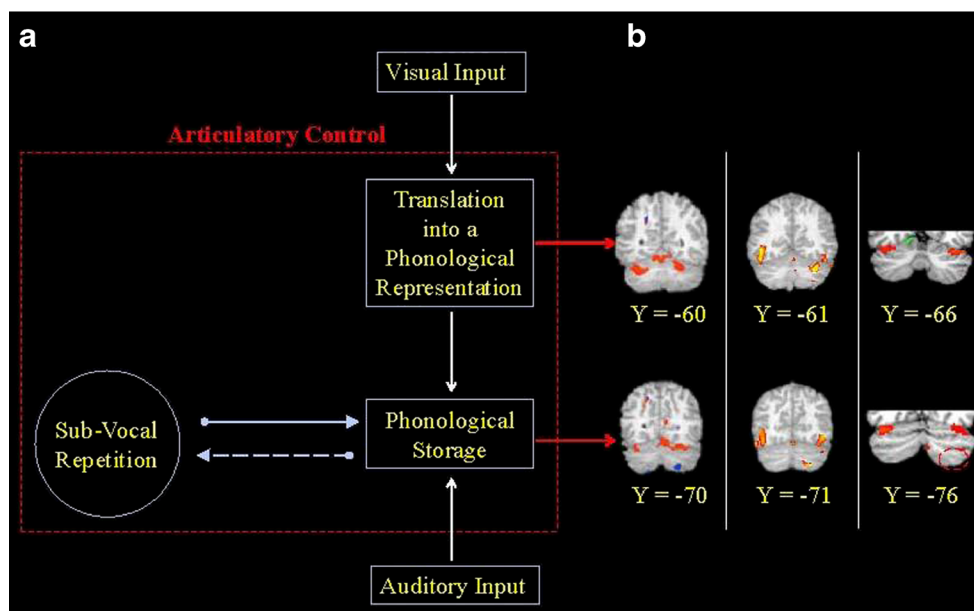 a
b
Visual Input
Articulatory Control
Translation
into a
Phonological
Representation
Y = -60
Y = -61
Y = -66
Sub-Vocal
Repetition
Phonological
Storage
Y = -70
Y = -71
Y = -76
Auditory Input